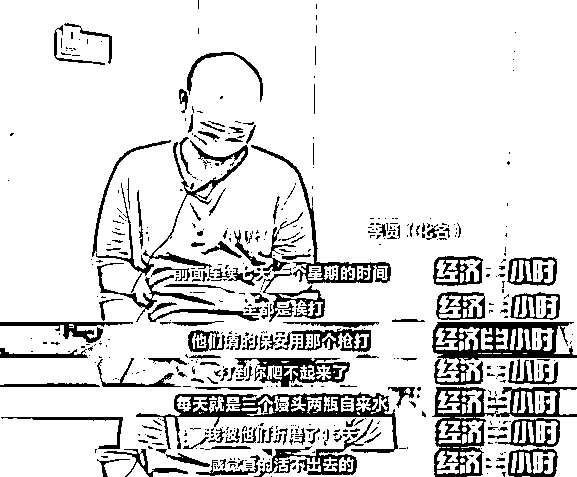 李贤（化名）
前面连续七天 一个星期的时间
经济半小时
全都是挨打
经济半小时
他们请的保安用那个枪打
经济半小时
打到你爬不起来了
经济半小时
每天就是三个馒头两瓶自来水
经济半小时
我被他们折磨了16天
经济半小时
感觉真的活不出去的
经济半小时